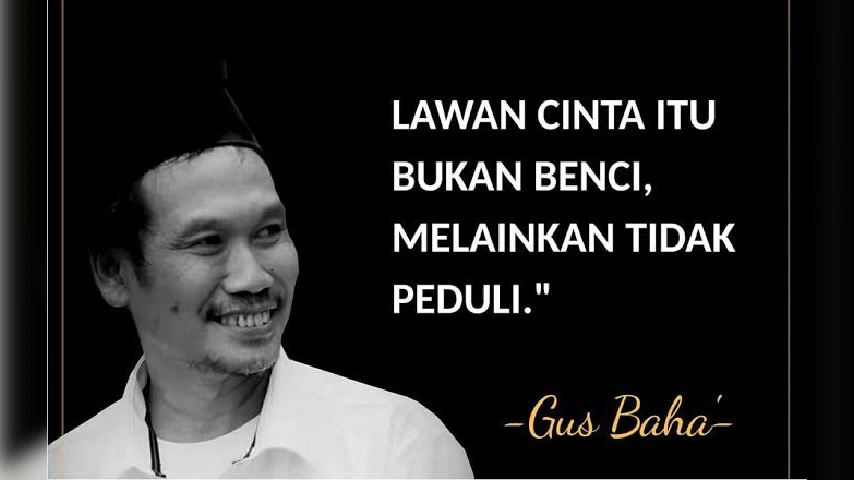 LAWAN CINTA ITU
BUKAN BENCI,
MELAINKAN TIDAK
PEDULI."
-Gus Baha'-